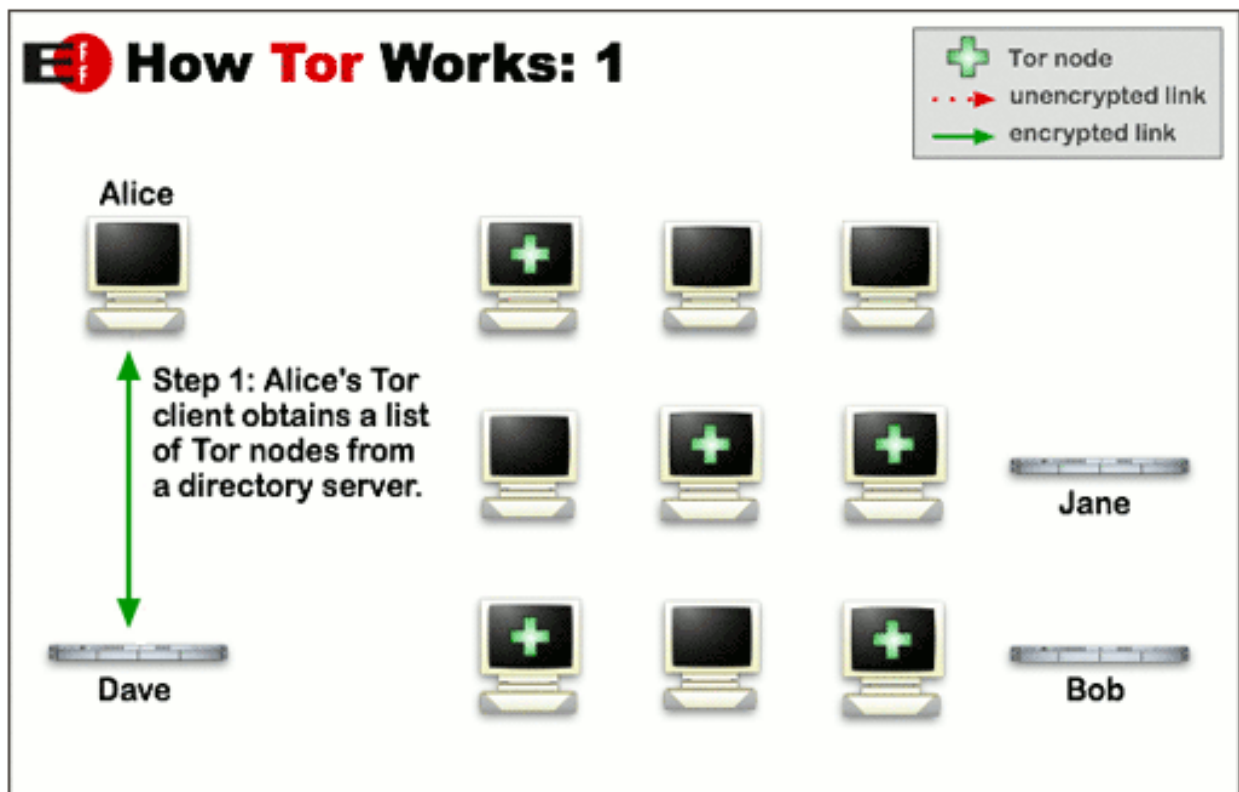 EFF How Tor Works: 1
Tor node
unencrypted link
encrypted link
Alice
Step 1: Alice's Tor
client obtains a list
of Tor nodes from
a directory server.
Jane
Dave
Bob